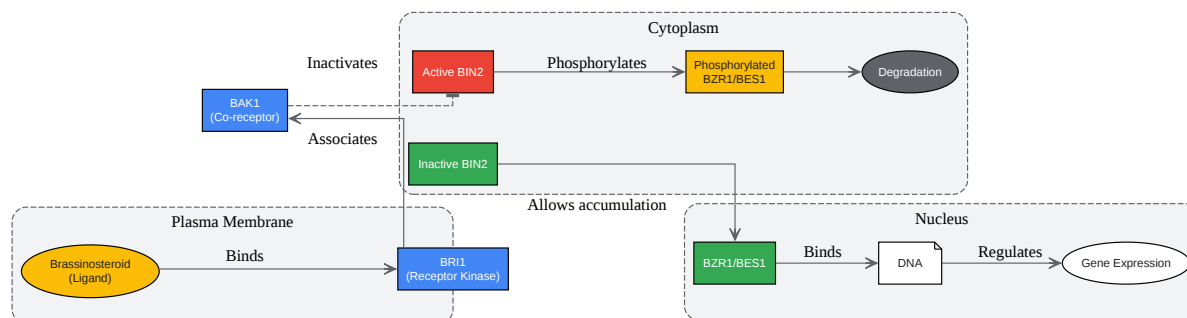 Cytoplasm
Inactivates
Active BIN2
Phosphorylates
Phosphorylated
BZR1/BES1
Degradation
BAK1
(Co-receptor)
Associates
Inactive BIN2
Allows accumulation
Plasma Membrane
Nucleus
Brassinosteroid
(Ligand)
Binds
BRI1
(Receptor Kinase)
BZR1/BES1
Binds
DNA
Regulates
Gene Expression